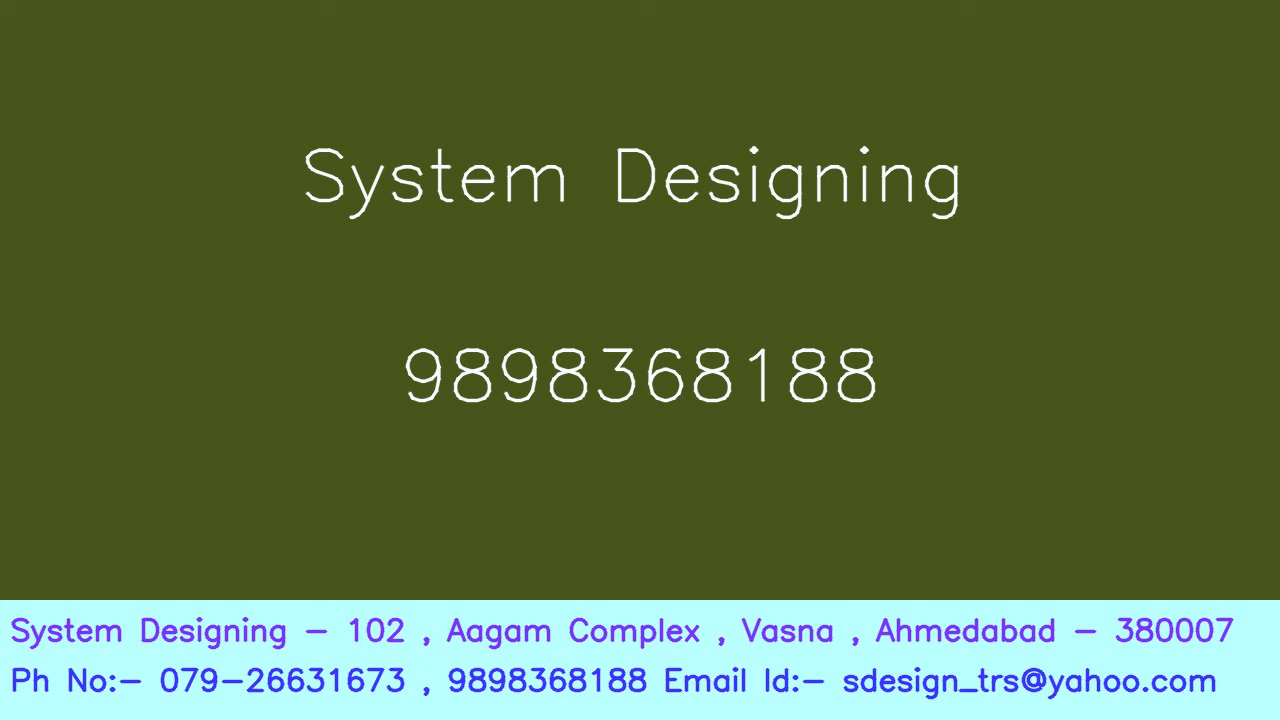 System Designing
9898368188
System Designing - 102 , Aagam Complex , Vasna , Ahmedabad - 380007
Ph No:- 079-26631673 , 9898368188 Email Id:- sdesign_trs@yahoo.com